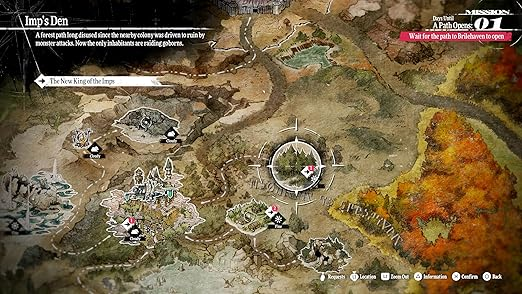 Imp's Den
A forest path long disused since the nearby colony was driven to ruin by
monster attacks. Now the only inhabitants are raiding goborns.
The New King of the Imps
MISSION
Days Until
A Path Opens: 01
Wait for the path to Brilehaven to open
Cloudy
Cloudy
Cloudy
Fine
Requests
Location
Zoom Out
Information
Confirm
Back